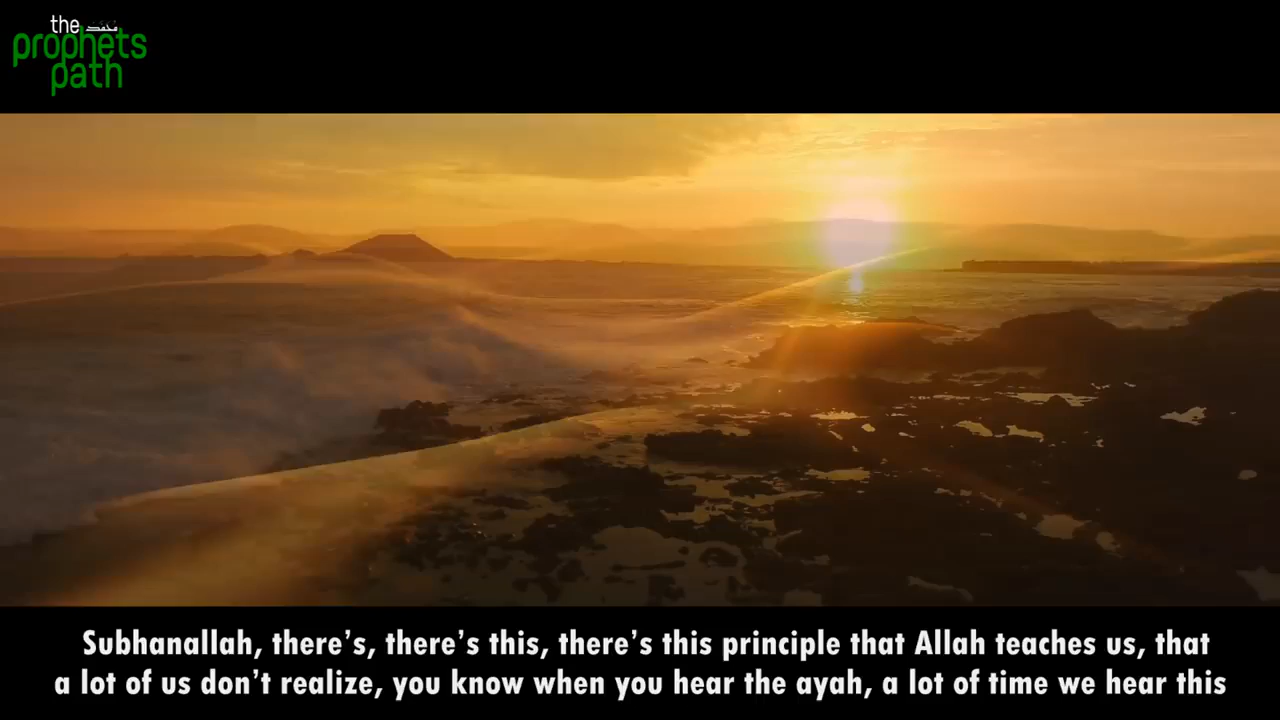 the محمد
prophets
path
Subhanallah, there's, there's this, there's this principle that Allah teaches us, that
a lot of us don't realize, you know when you hear the ayah, a lot of time we hear this